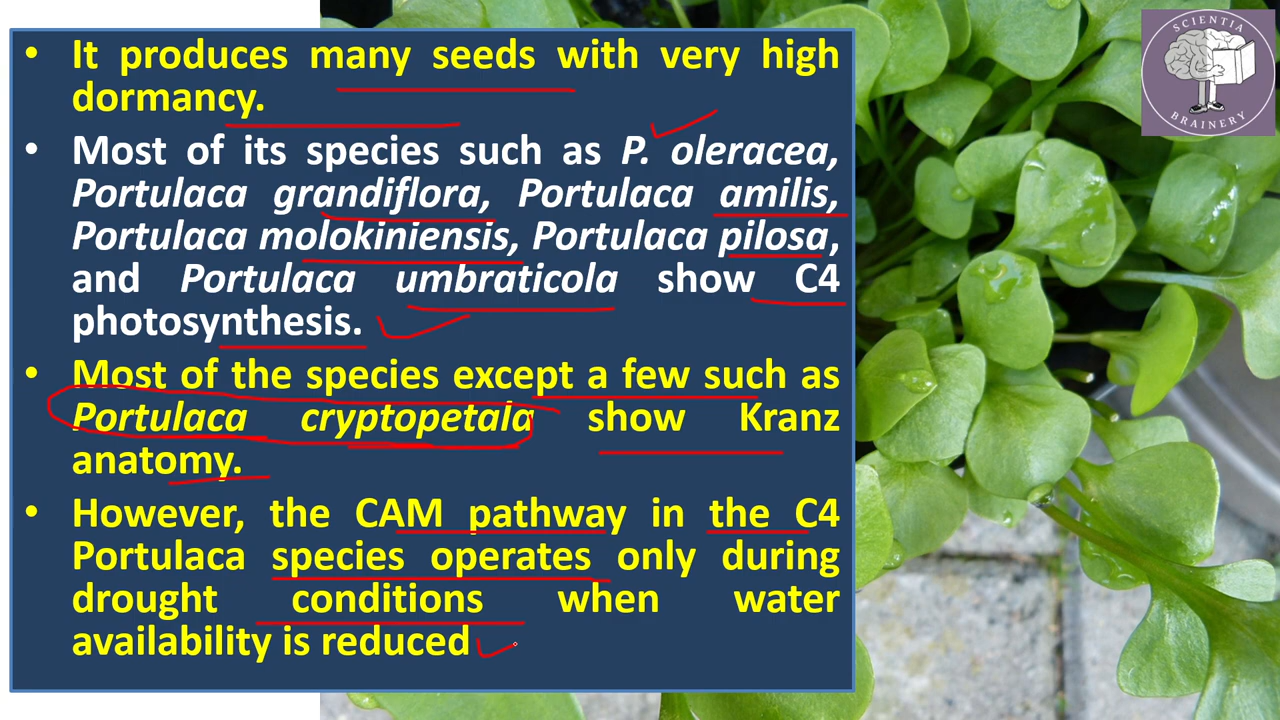 • It produces many seeds with very high
dormancy.
• Most of its species such as P. oleracea,
Portulaca grandiflora, Portulaca amilis,
Portulaca molokiniensis, Portulaca pilosa,
and Portulaca umbraticola show C4
photosynthesis.
• Most of the species except a few such as
Portulaca cryptopetala show Kranz
anatomy.
• However, the CAM pathway in the C4
Portulaca species operates only during
drought conditions when water
availability is reduced
SCIENTIA
BRAINERY